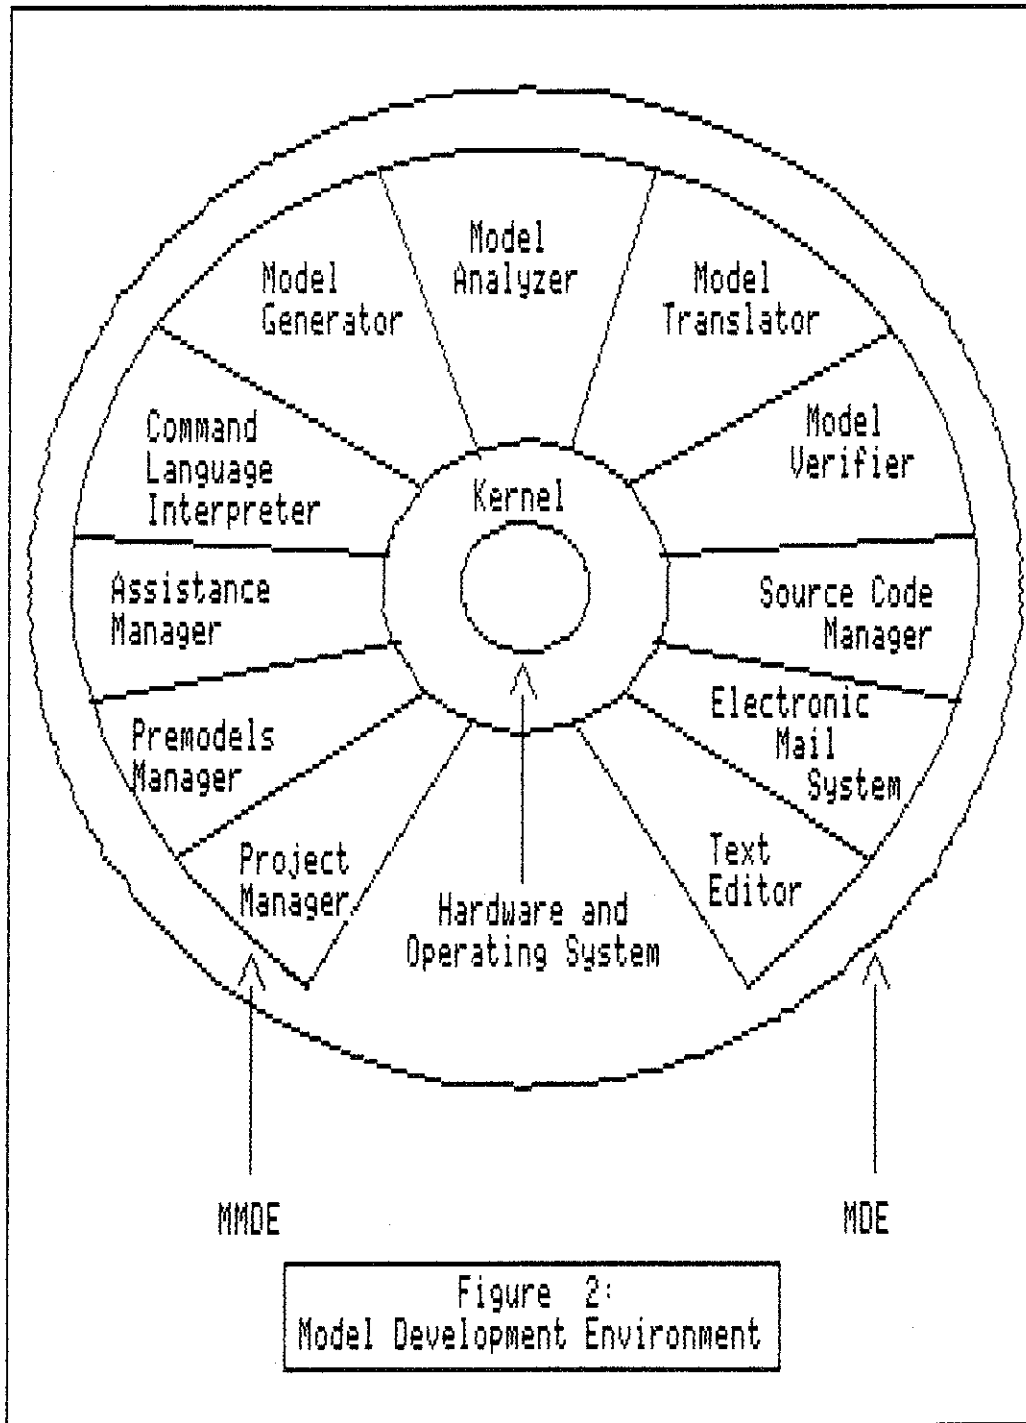 Model
Analyzer
Model
Generator
Model
Translator
Command
Language
Interpreter
Model
Verifier
Kernel
Assistance
Manager
Source Code
Manager
Premodels
Manager
Electronic
Mail
System
Project
Manager
Text
Editor
Hardware and
Operating System
MMDE
MDE
Figure 2:
Model Development Environment